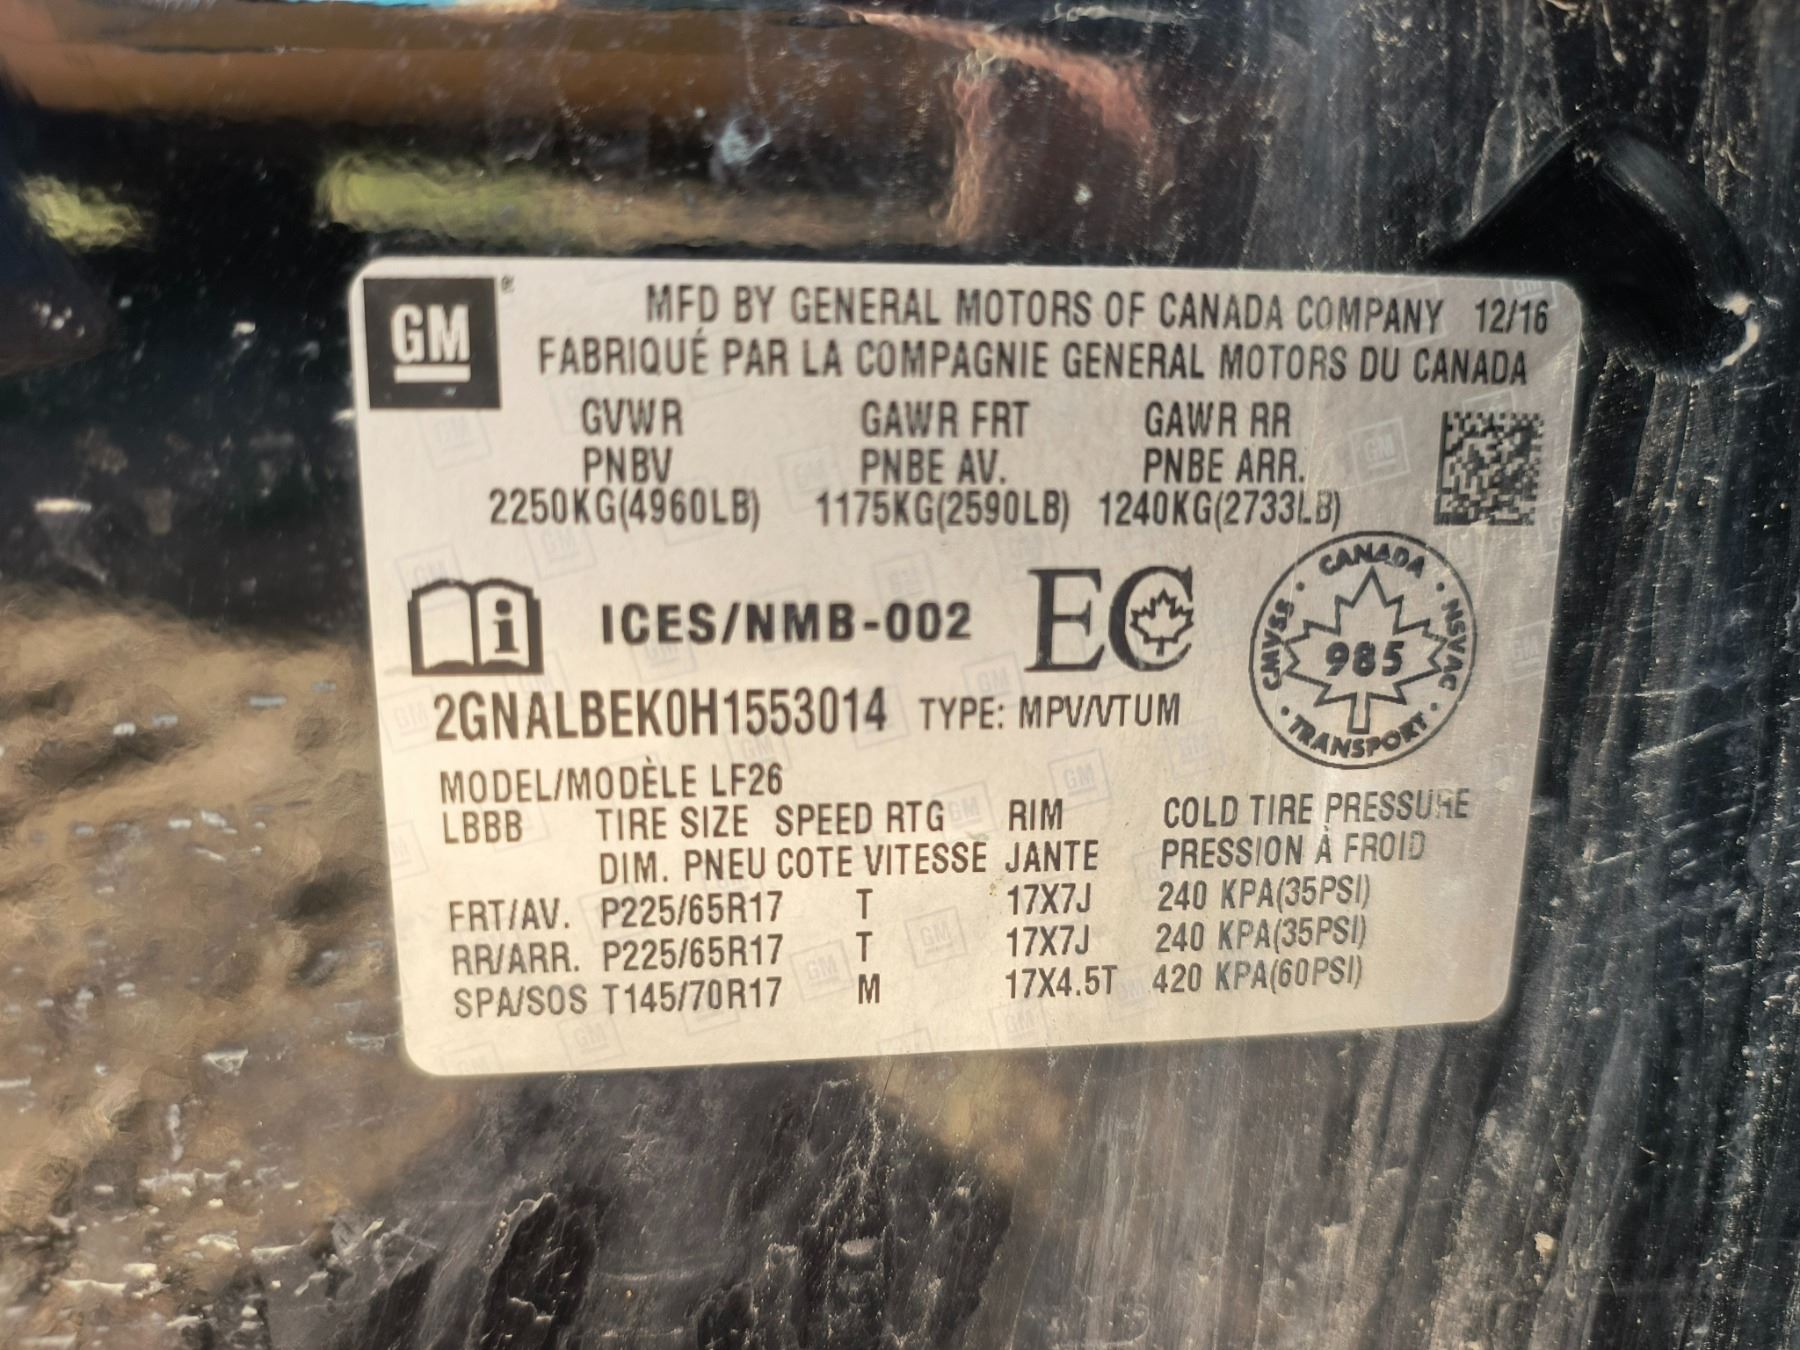 GM®
MFD BY GENERAL MOTORS OF CANADA COMPANY 12/16
FABRIQUÉ PAR LA COMPAGNIE GENERAL MOTORS DU CANADA
GVWR GAWR FRT GAWR RR
PNBV PNBE AV. PNBE ARR.
2250KG(4960LB) 1175KG(2590LB) 1240KG(2733LB)
i ICES/NMB-002 EC
CANADA
CMVSS 985 NSVAC
TRANSPORT
2GNALBEK0H1553014 TYPE: MPV/VTUM
MODEL/MODÈLE LF26
LBBB TIRE SIZE SPEED RTG RIM COLD TIRE PRESSURE
DIM. PNEU COTE VITESSE JANTE PRESSION À FROID
FRT/AV. P225/65R17 T 17X7J 240 KPA(35PSI)
RR/ARR. P225/65R17 T 17X7J 240 KPA(35PSI)
SPA/SOS T145/70R17 M 17X4.5T 420 KPA(60PSI)